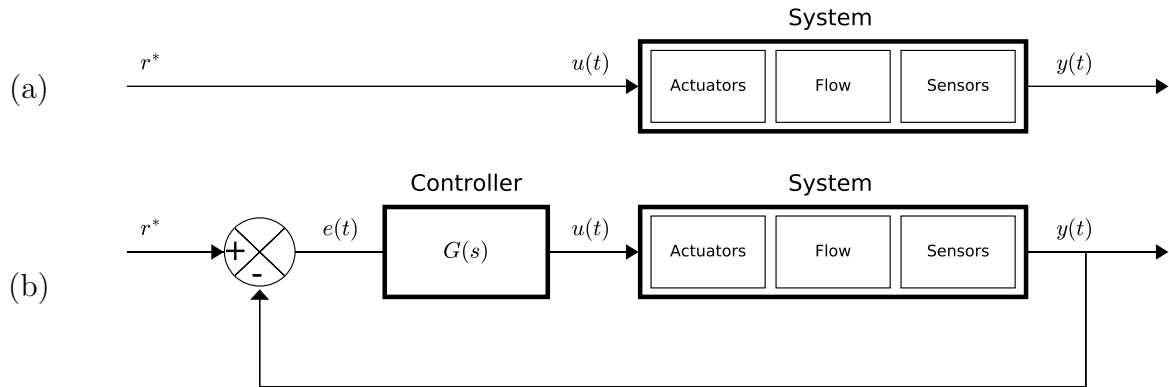 System
(a) r* u(t) Actuators Flow Sensors y(t)
Controller System
(b) r* + - e(t) G(s) u(t) Actuators Flow Sensors y(t)